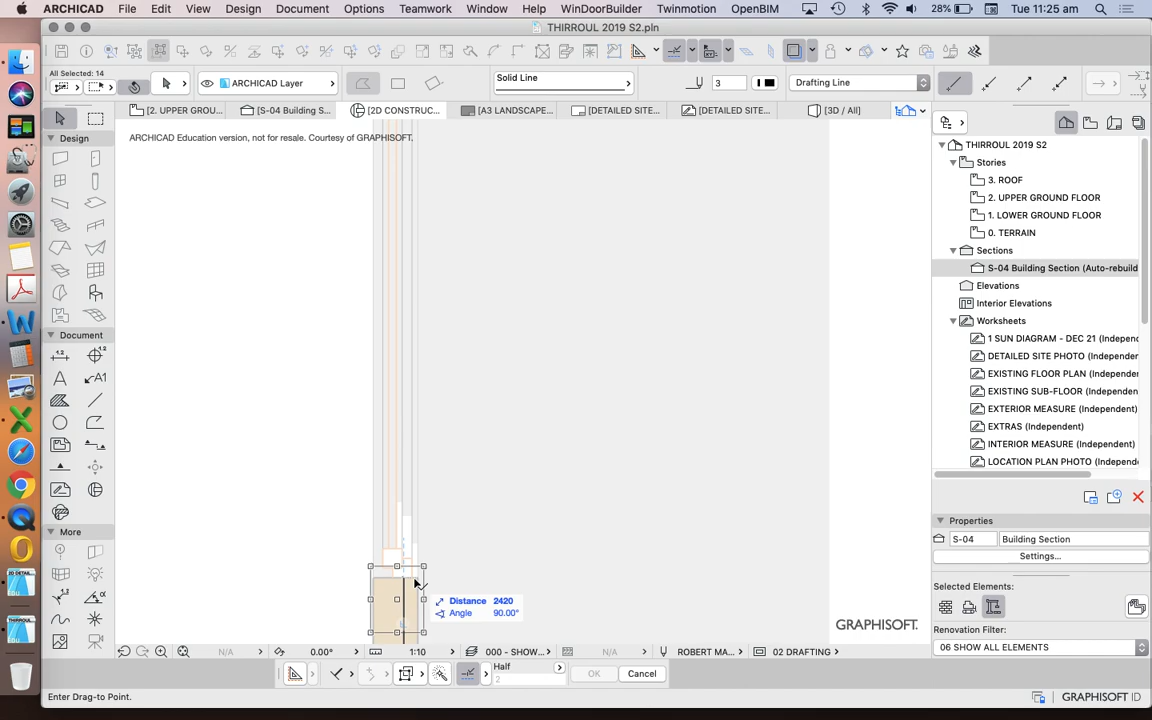 ARCHICAD File Edit View Design Document Options Teamwork Window Help WinDoorBuilder Twinmotion OpenBIM 28% Tue 11:25 am
THIRROUL 2019 S2.pln
All Selected: 14
ARCHICAD Layer
Solid Line
3
Drafting Line
[2. UPPER GROU... [S-04 Building S... [2D CONSTRUC... [A3 LANDSCAPE... [DETAILED SITE... [DETAILED SITE... [3D / All]
ARCHICAD Education version, not for resale. Courtesy of GRAPHISOFT.
Design
Document
More
Distance 2420
Angle 90.00°
GRAPHISOFT.
THIRROUL 2019 S2
Stories
3. ROOF
2. UPPER GROUND FLOOR
1. LOWER GROUND FLOOR
0. TERRAIN
Sections
S-04 Building Section (Auto-rebuild
Elevations
Interior Elevations
Worksheets
1 SUN DIAGRAM - DEC 21 (Independ
DETAILED SITE PHOTO (Independer
EXISTING FLOOR PLAN (Independer
EXISTING SUB-FLOOR (Independer
EXTERIOR MEASURE (Independent)
EXTRAS (Independent)
INTERIOR MEASURE (Independent)
LOCATION PLAN PHOTO (Independe
Properties
S-04 Building Section
Settings...
Selected Elements:
Renovation Filter:
06 SHOW ALL ELEMENTS
N/A 0.00° 1:10 000 - SHOW... N/A ROBERT MA... 02 DRAFTING
Half
2
OK Cancel
Enter Drag-to Point.
GRAPHISOFT ID